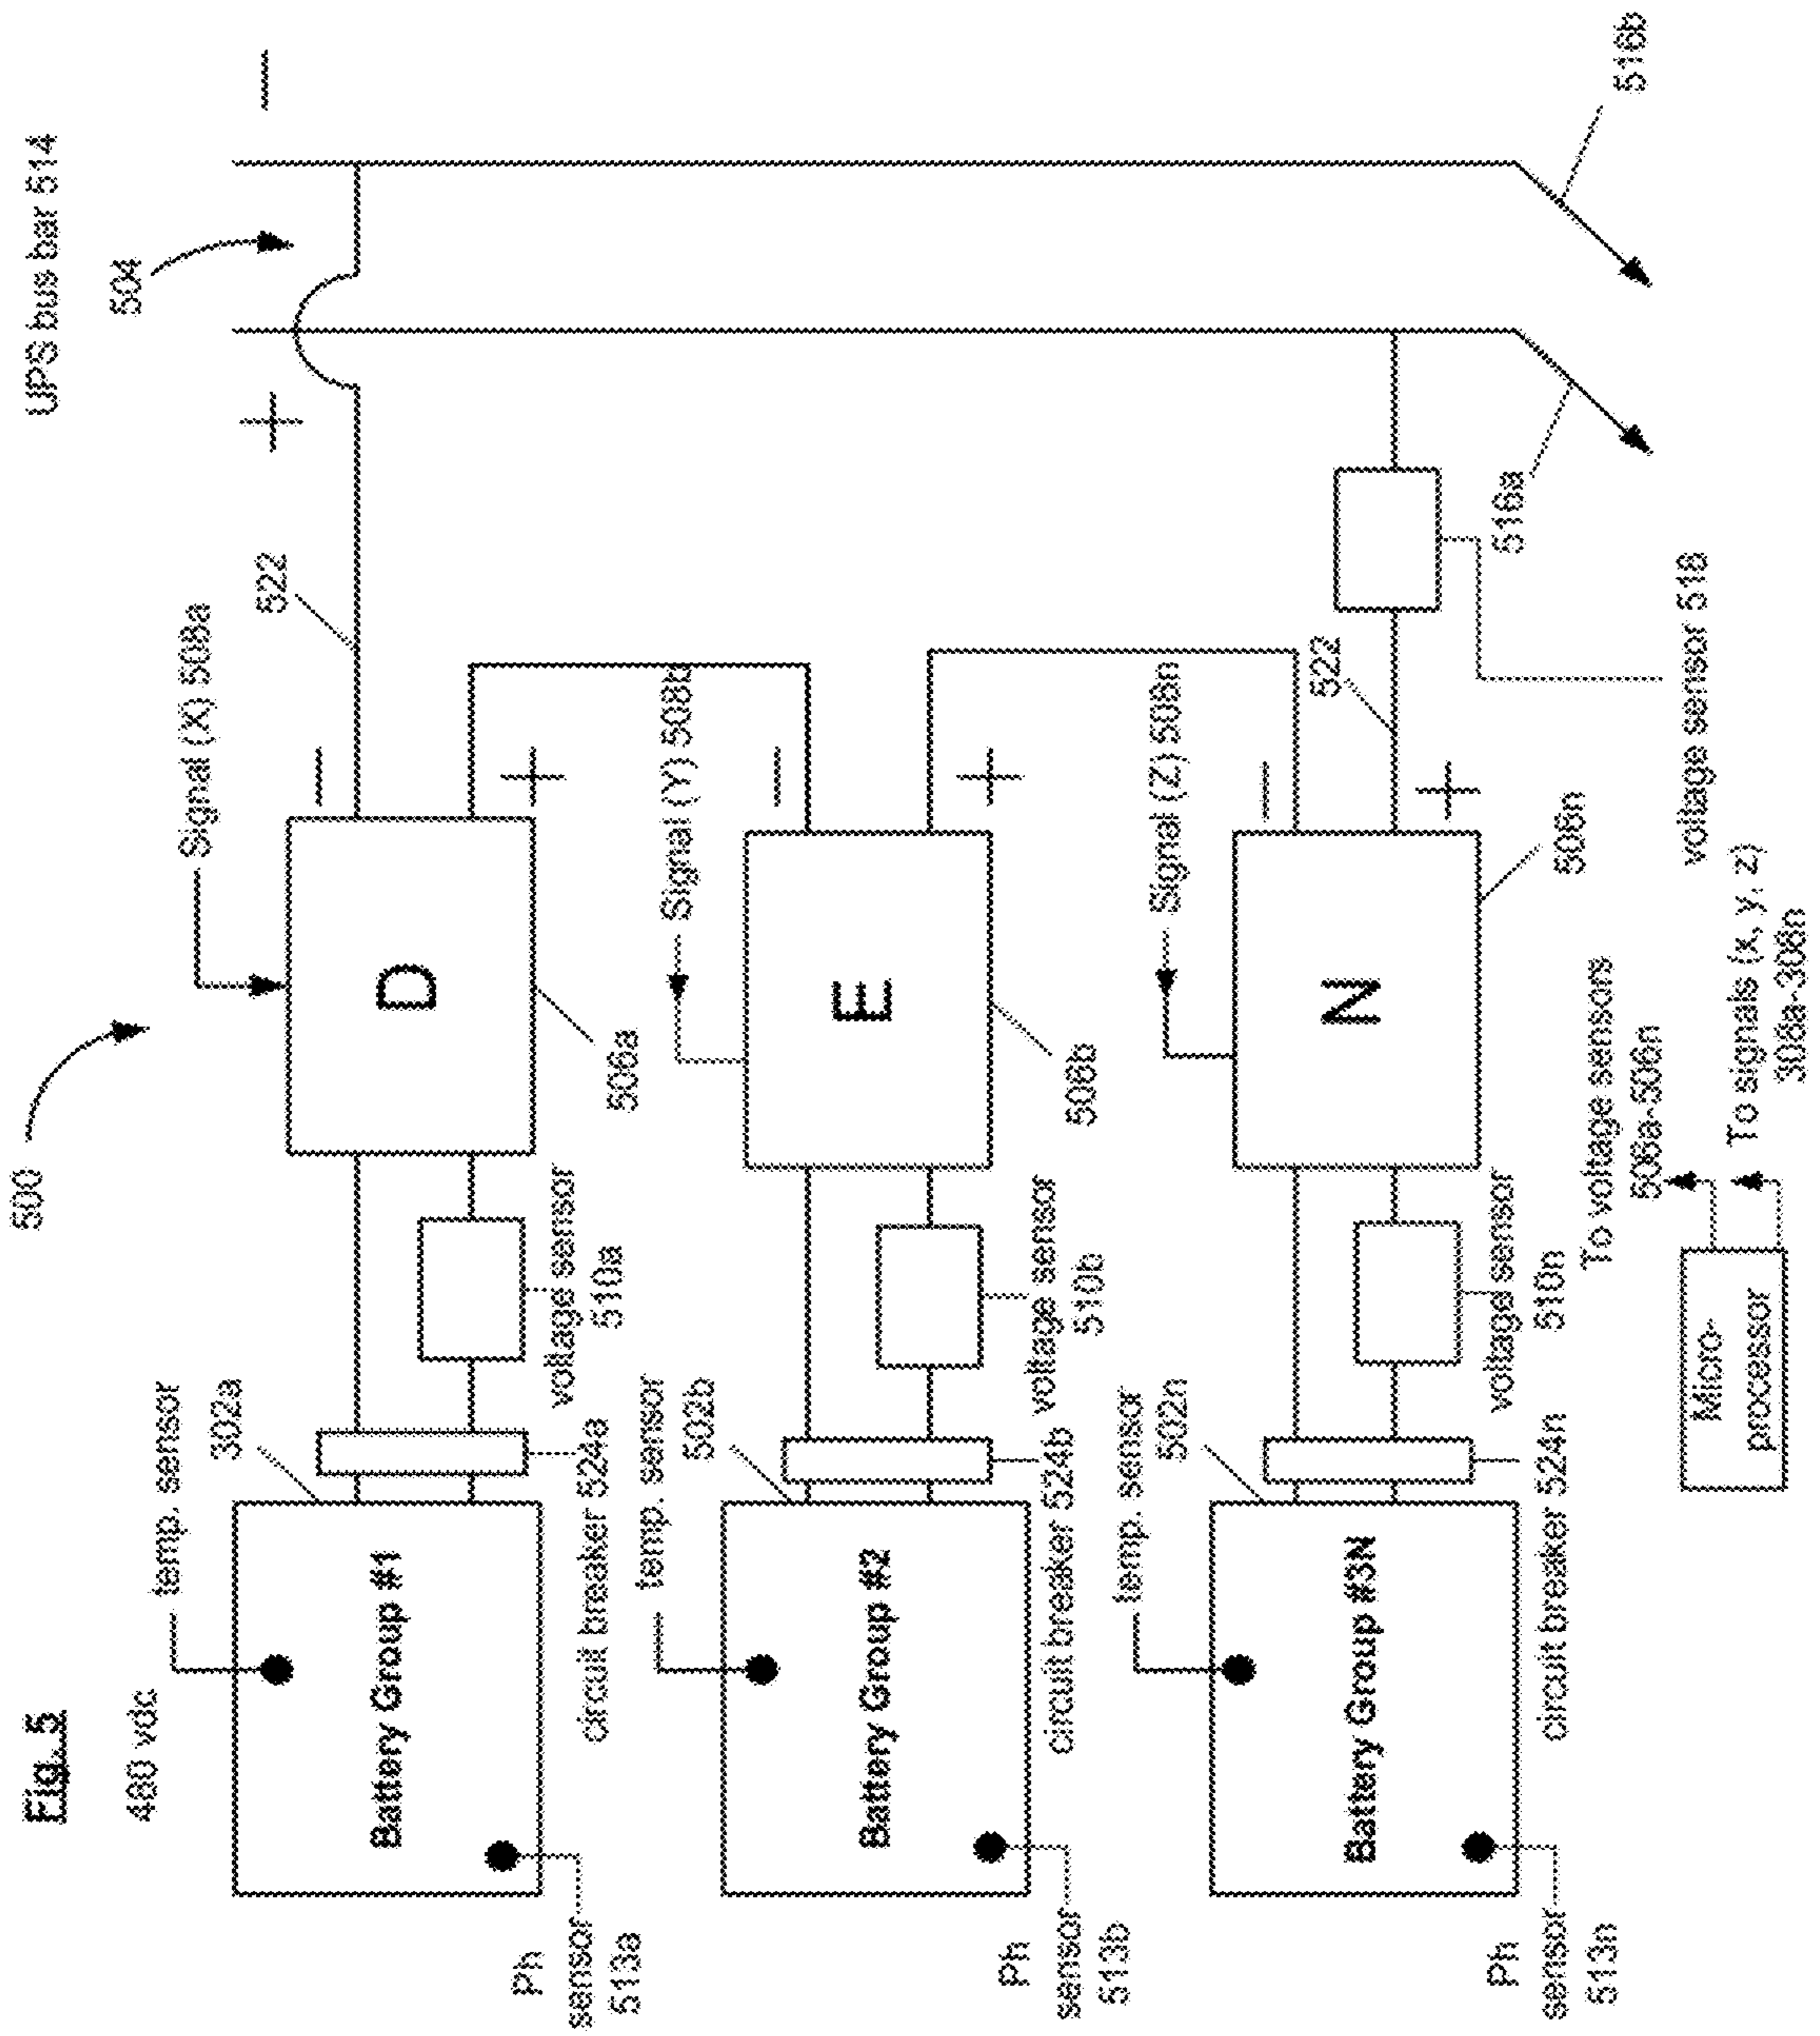 Fig. 5
480 vdc
500
UPS bus bar 514
504
temp. sensor
302a
Signal (X) 508a
522
+
−
Battery Group #1
D
−
+
Ph
sensor
513a
circuit breaker 524a
voltage sensor
510a
506a
temp. sensor
502b
Signal (Y) 508b
Battery Group #2
E
−
+
Ph
sensor
513b
circuit breaker 524b
voltage sensor
510b
506b
temp. sensor
502n
Signal (Z) 508n
522
Battery Group #3N
N
−
+
Ph
sensor
513n
circuit breaker 524n
voltage sensor
510n
506n
516a
516b
voltage sensor 518
Micro-
processor
To voltage sensors
506a-506n
To signals (x, y, z)
308a-308n